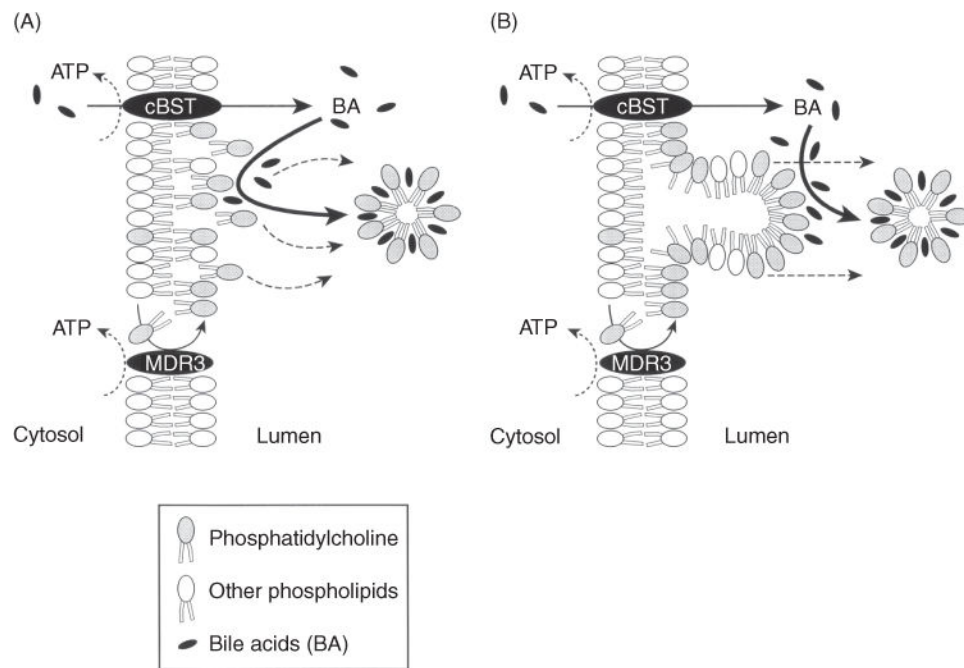 (A)
ATP
cBST
BA
ATP
MDR3
Cytosol
Lumen
(B)
ATP
cBST
BA
ATP
MDR3
Cytosol
Lumen
Phosphatidylcholine
Other phospholipids
Bile acids (BA)